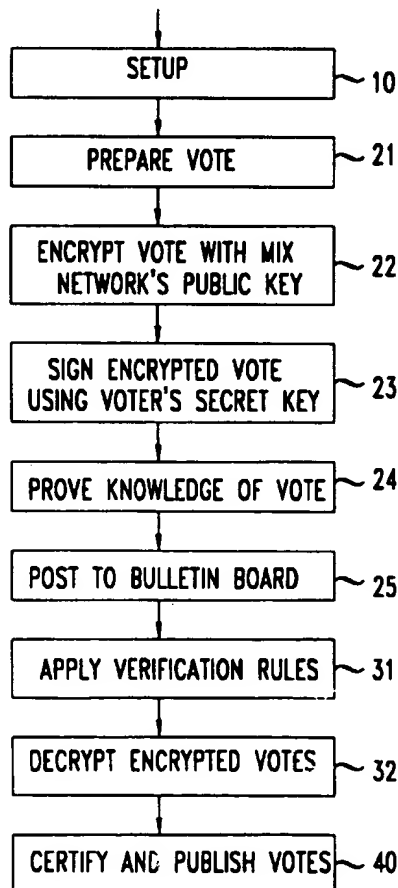 SETUP
10
PREPARE VOTE
21
ENCRYPT VOTE WITH MIX
NETWORK'S PUBLIC KEY
22
SIGN ENCRYPTED VOTE
USING VOTER'S SECRET KEY
23
PROVE KNOWLEDGE OF VOTE
24
POST TO BULLETIN BOARD
25
APPLY VERIFICATION RULES
31
DECRYPT ENCRYPTED VOTES
32
CERTIFY AND PUBLISH VOTES
40